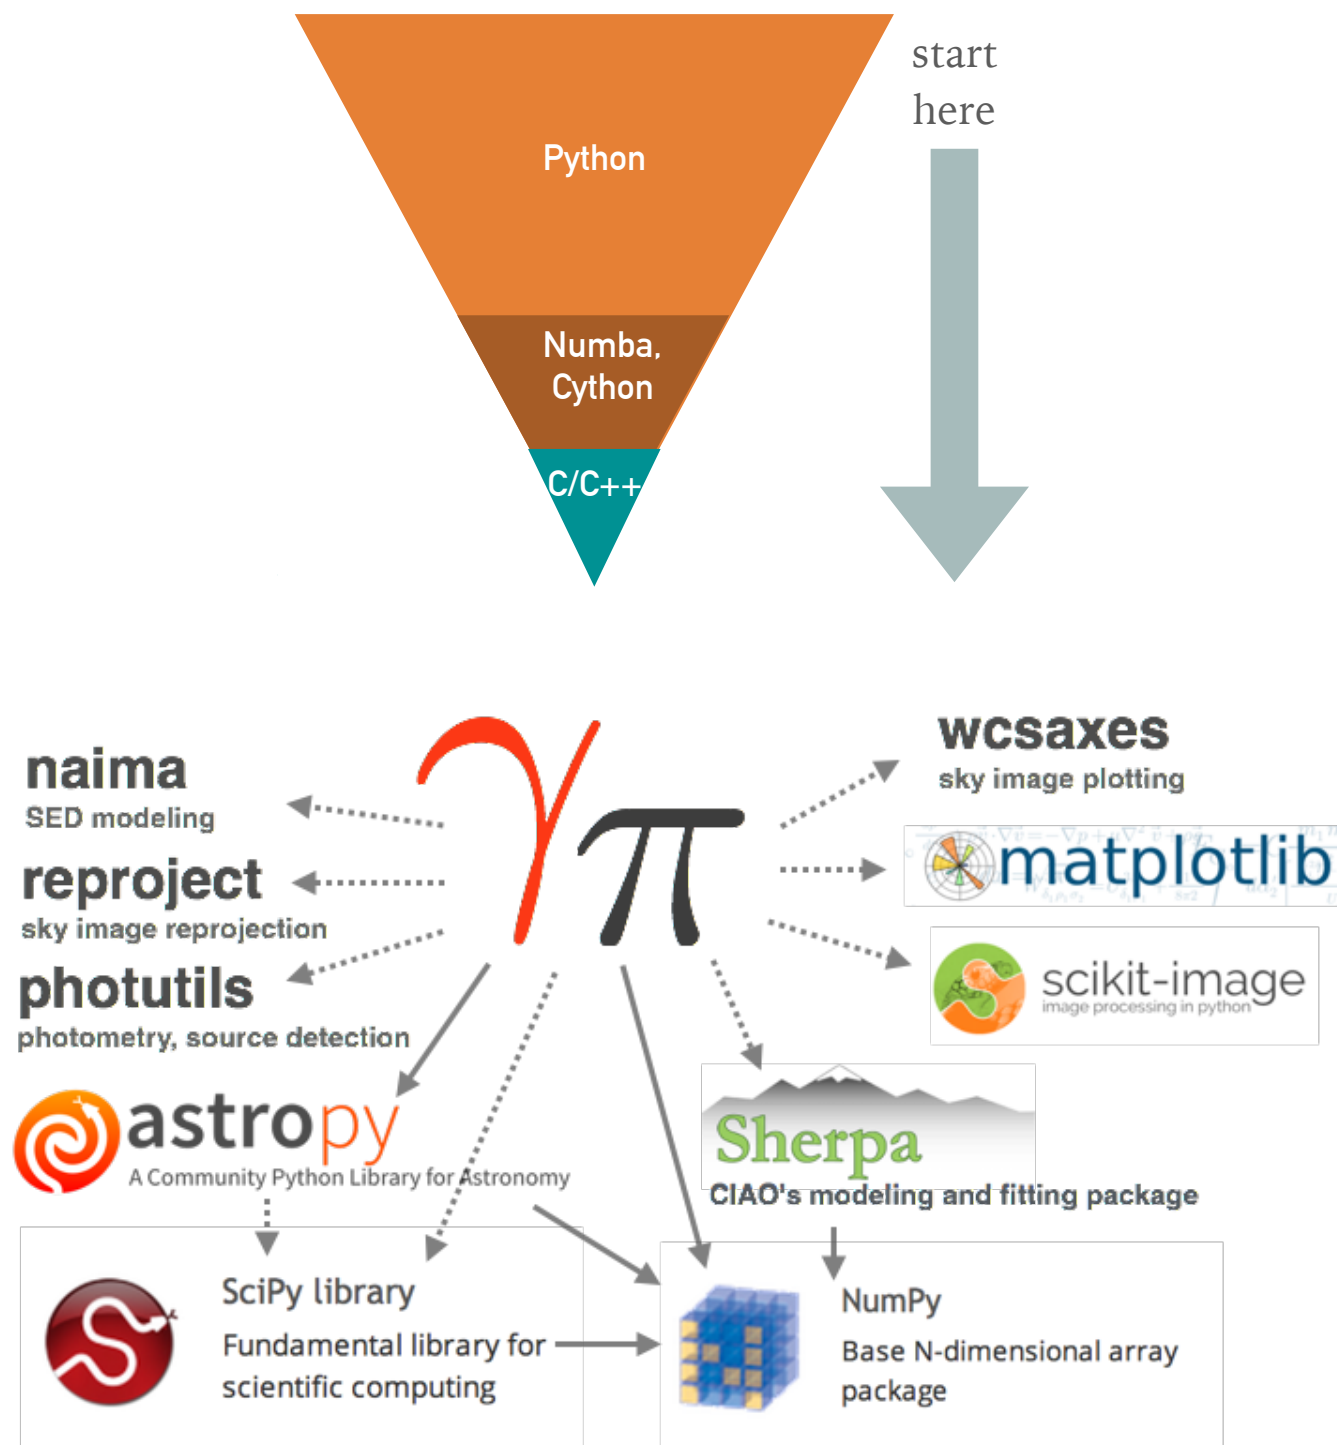 start
here
Python
Numba,
Cython
C/C++
γπ
wcsaxes
sky image plotting
naima
SED modeling
matplotlib
reproject
sky image reprojection
scikit-image
image processing in python
photutils
photometry, source detection
astropy
A Community Python Library for Astronomy
Sherpa
CIAO's modeling and fitting package
SciPy library
Fundamental library for
scientific computing
NumPy
Base N-dimensional array
package